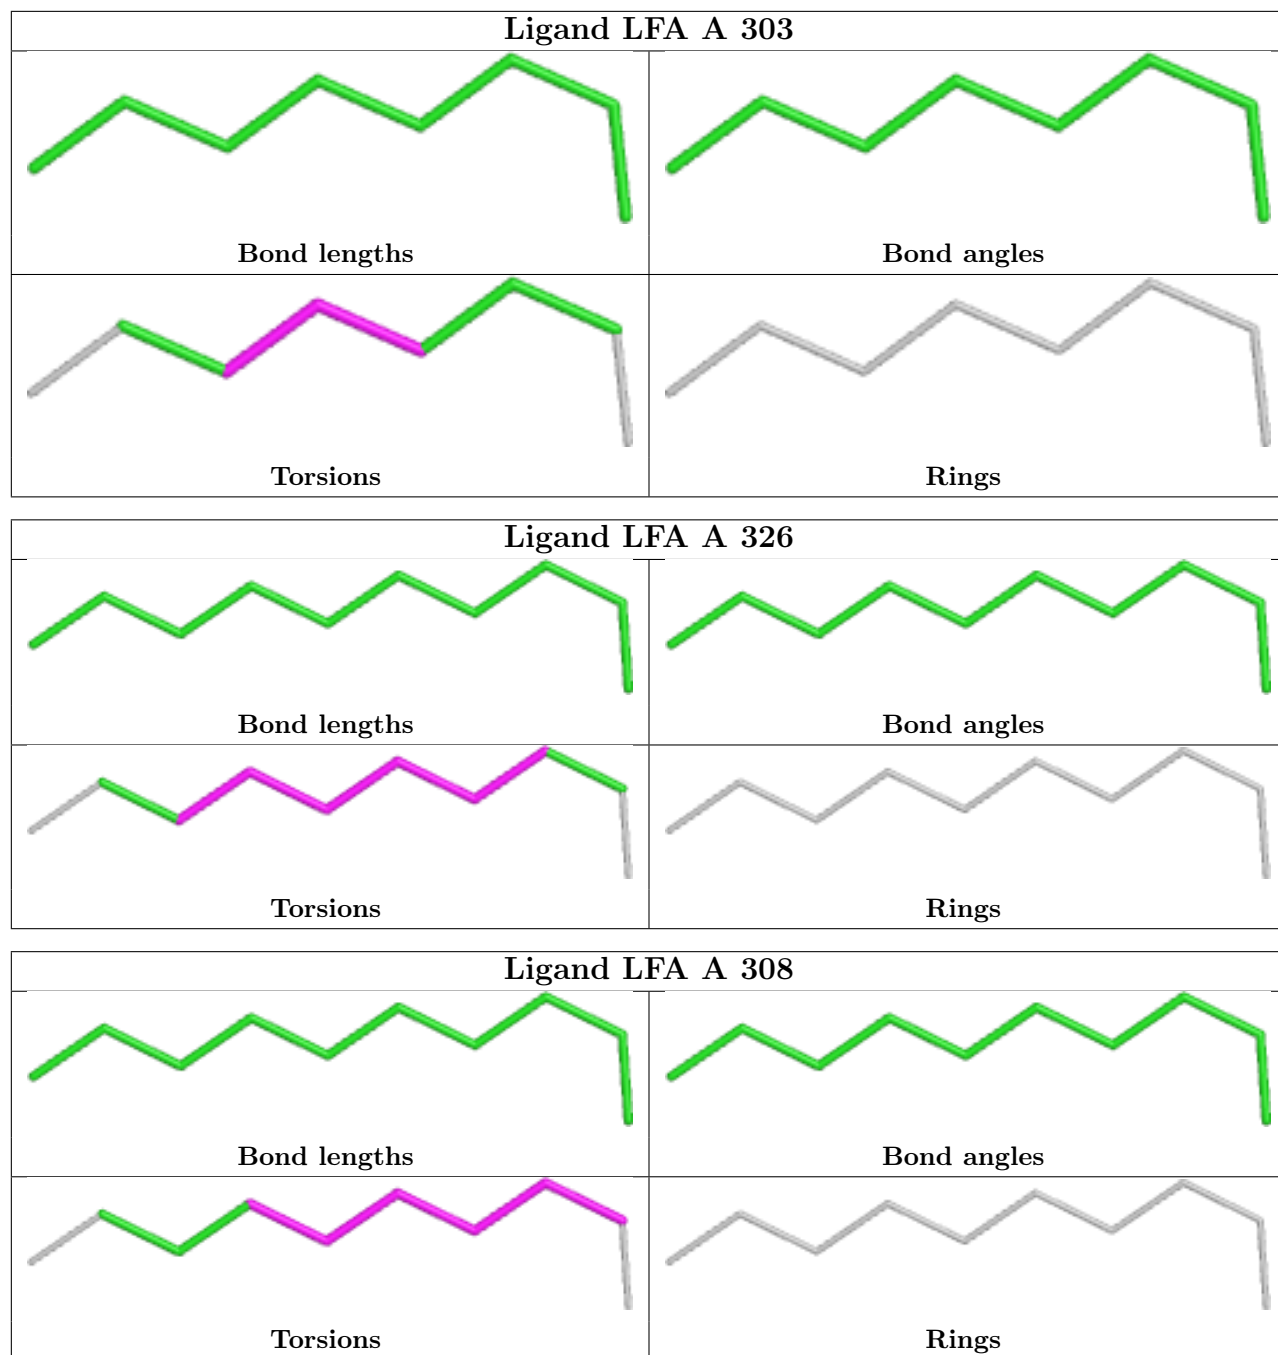 Ligand LFA A 303
Bond lengths
Bond angles
Torsions
Rings
Ligand LFA A 326
Bond lengths
Bond angles
Torsions
Rings
Ligand LFA A 308
Bond lengths
Bond angles
Torsions
Rings